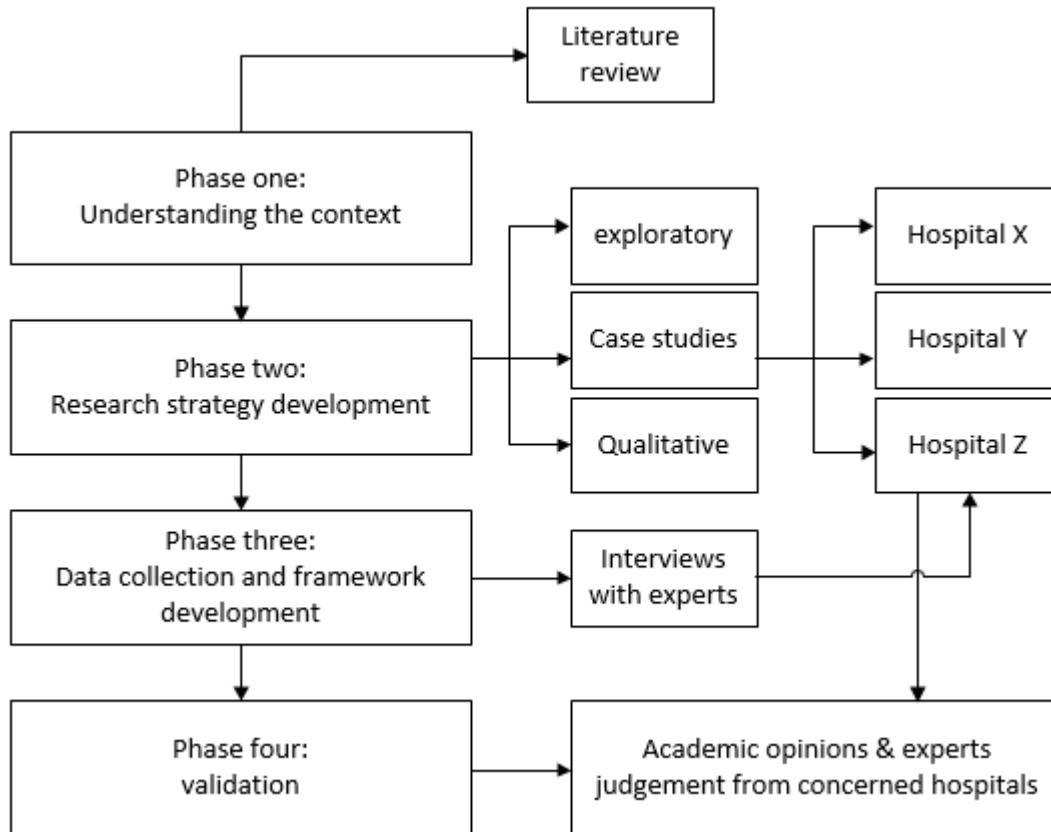 Literature
review
Phase one:
Understanding the context
exploratory
Hospital X
Phase two:
Research strategy development
Case studies
Hospital Y
Qualitative
Hospital Z
Phase three:
Data collection and framework
development
Interviews
with experts
Phase four:
validation
Academic opinions & experts
judgement from concerned hospitals